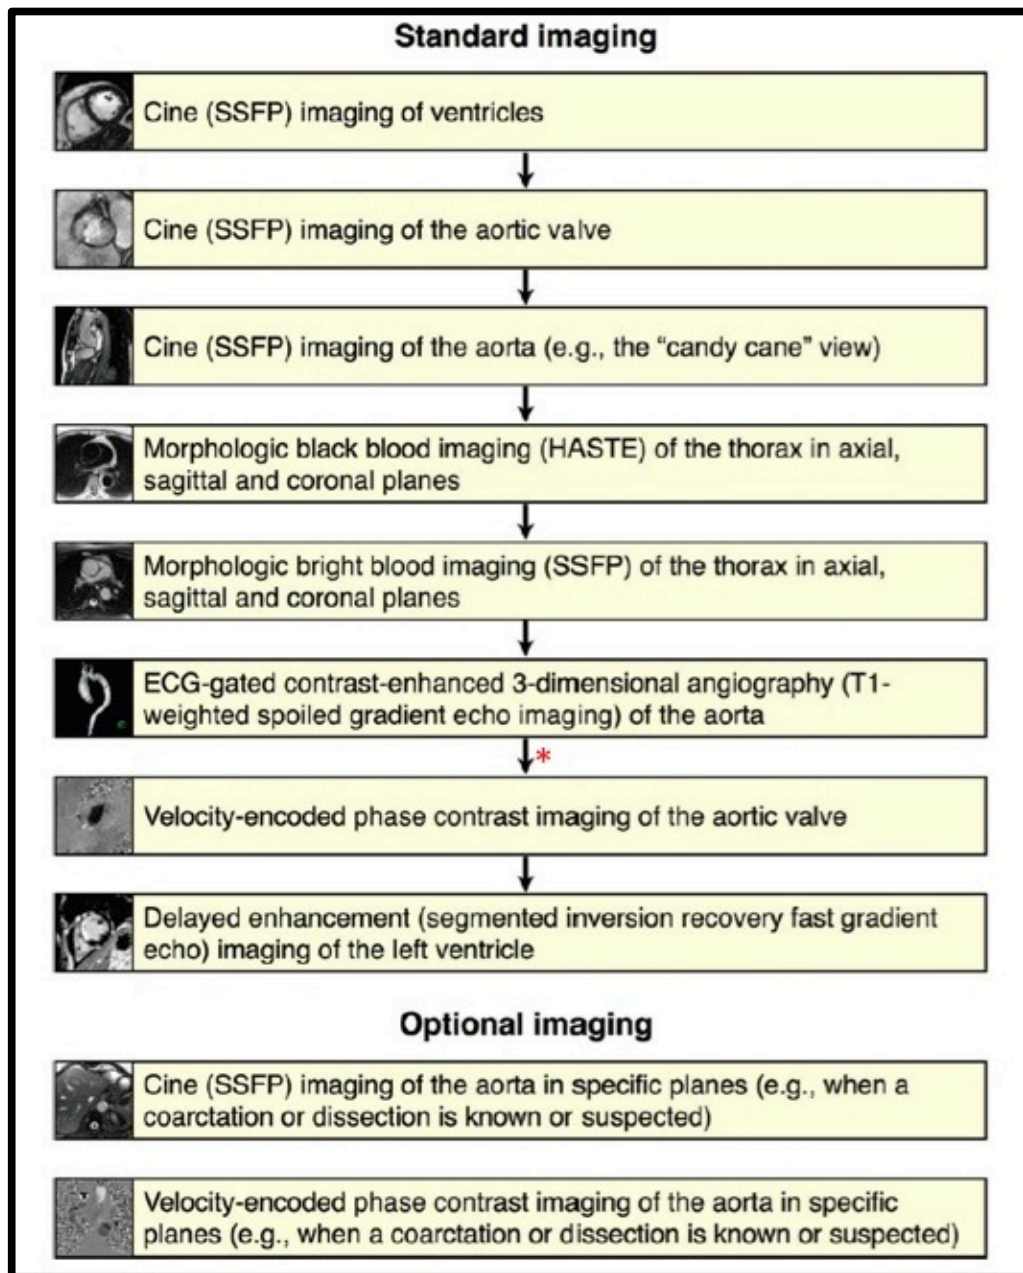 Standard imaging
Cine (SSFP) imaging of ventricles
Cine (SSFP) imaging of the aortic valve
Cine (SSFP) imaging of the aorta (e.g., the “candy cane” view)
Morphologic black blood imaging (HASTE) of the thorax in axial,
sagittal and coronal planes
Morphologic bright blood imaging (SSFP) of the thorax in axial,
sagittal and coronal planes
ECG-gated contrast-enhanced 3-dimensional angiography (T1-
weighted spoiled gradient echo imaging) of the aorta
*
Velocity-encoded phase contrast imaging of the aortic valve
Delayed enhancement (segmented inversion recovery fast gradient
echo) imaging of the left ventricle
Optional imaging
Cine (SSFP) imaging of the aorta in specific planes (e.g., when a
coarctation or dissection is known or suspected)
Velocity-encoded phase contrast imaging of the aorta in specific
planes (e.g., when a coarctation or dissection is known or suspected)